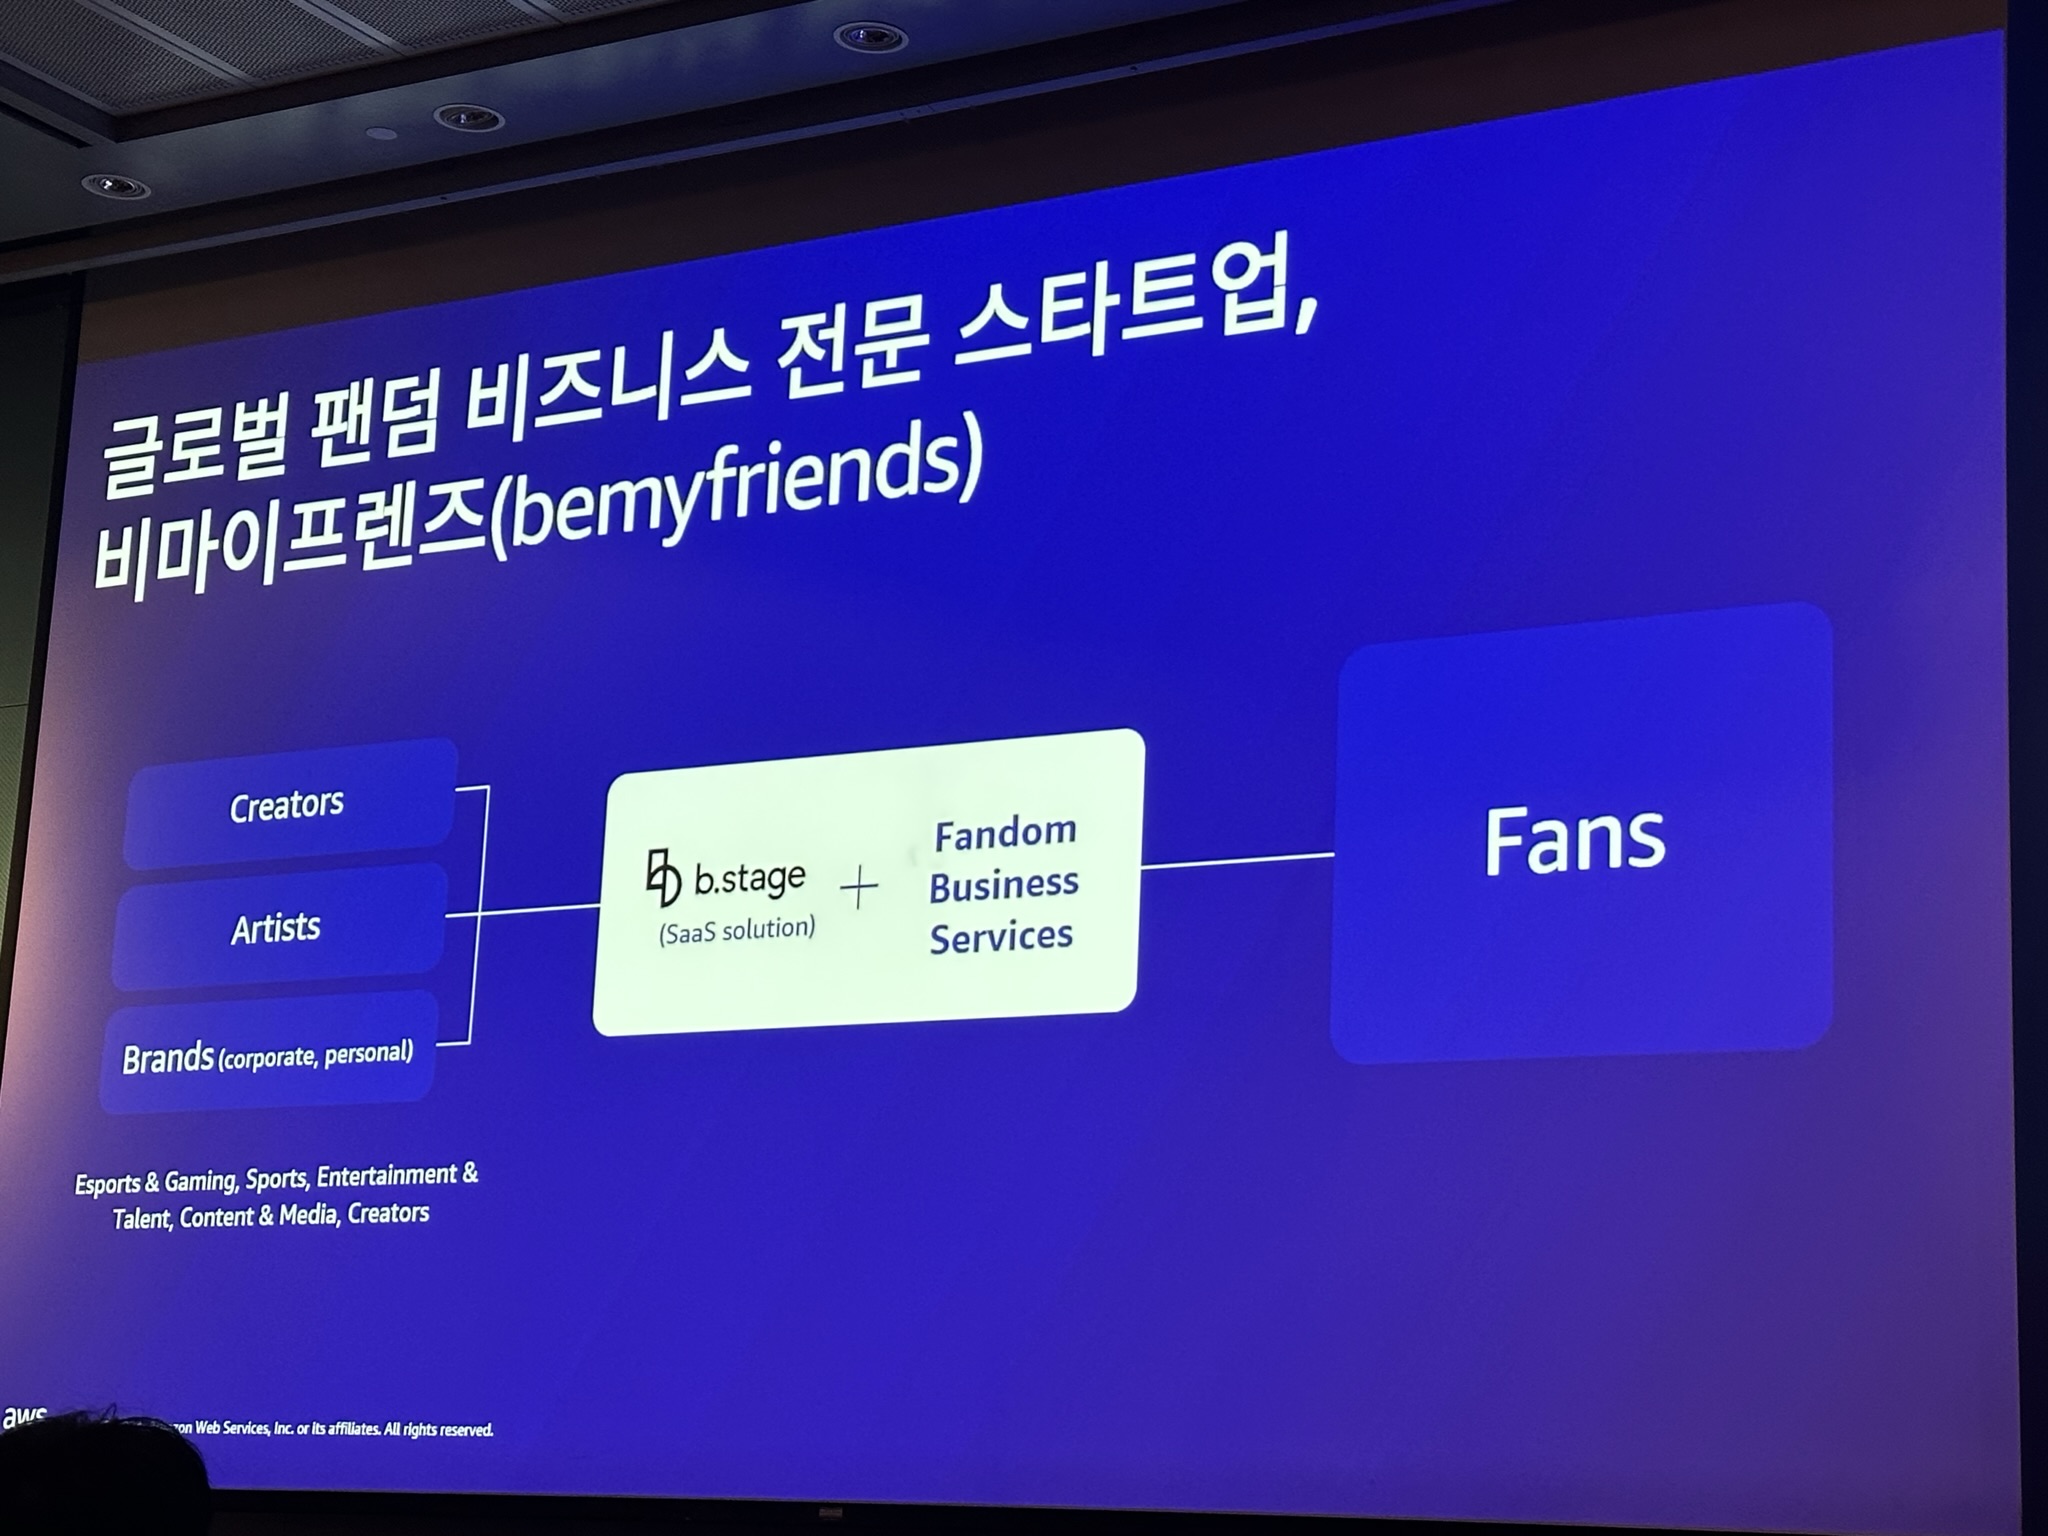 글로벌 팬덤 비즈니스 전문 스타트업,
비마이프렌즈(bemyfriends)
Creators
Artists
Brands (corporate, personal)
Esports & Gaming, Sports, Entertainment &
Talent, Content & Media, Creators
b.stage
(SaaS solution)
+
Fandom
Business
Services
Fans
aws
Web Services, Inc. or its affiliates. All rights reserved.